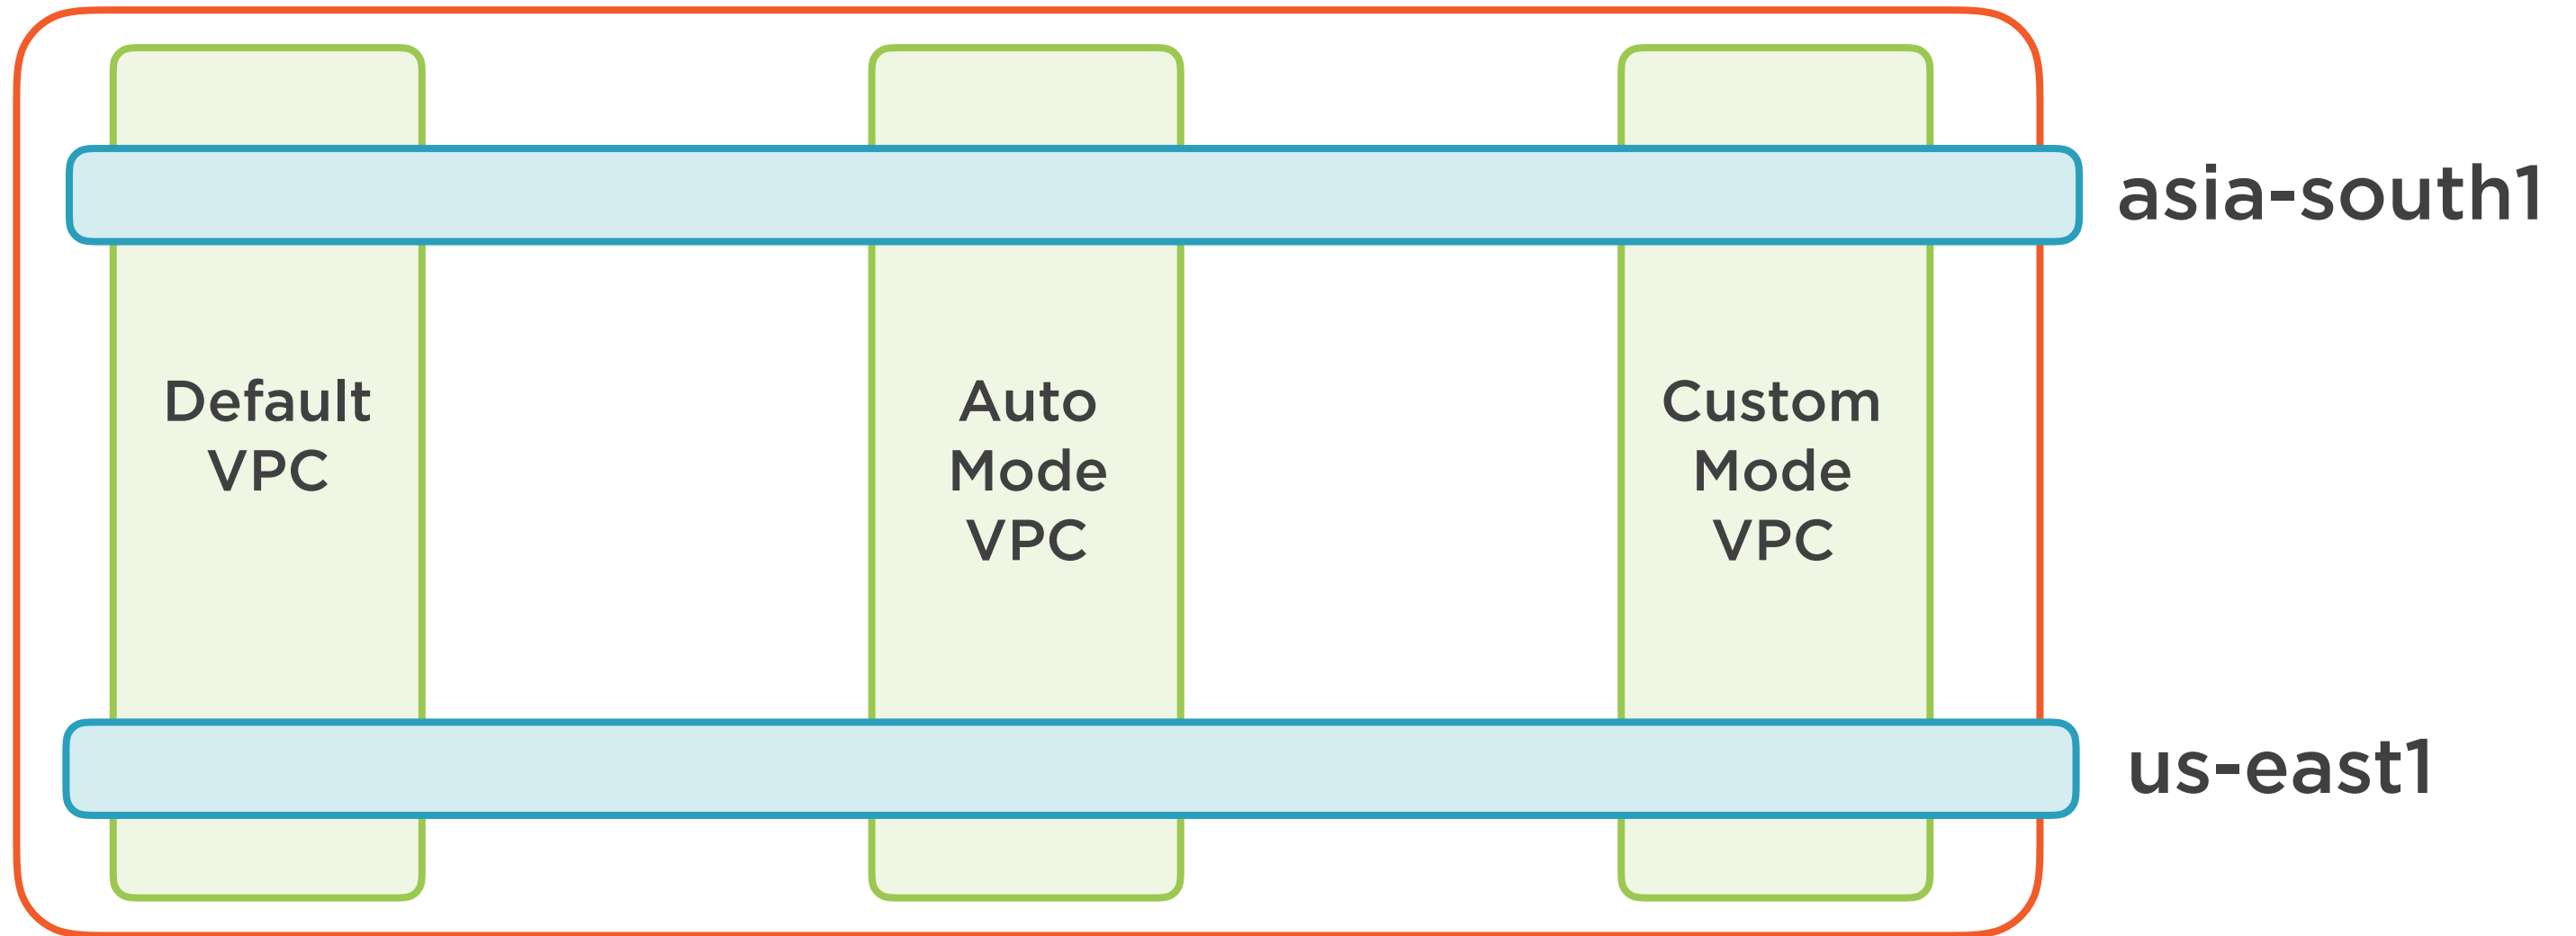 asia-south1
Default
VPC
Auto
Mode
VPC
Custom
Mode
VPC
us-east1